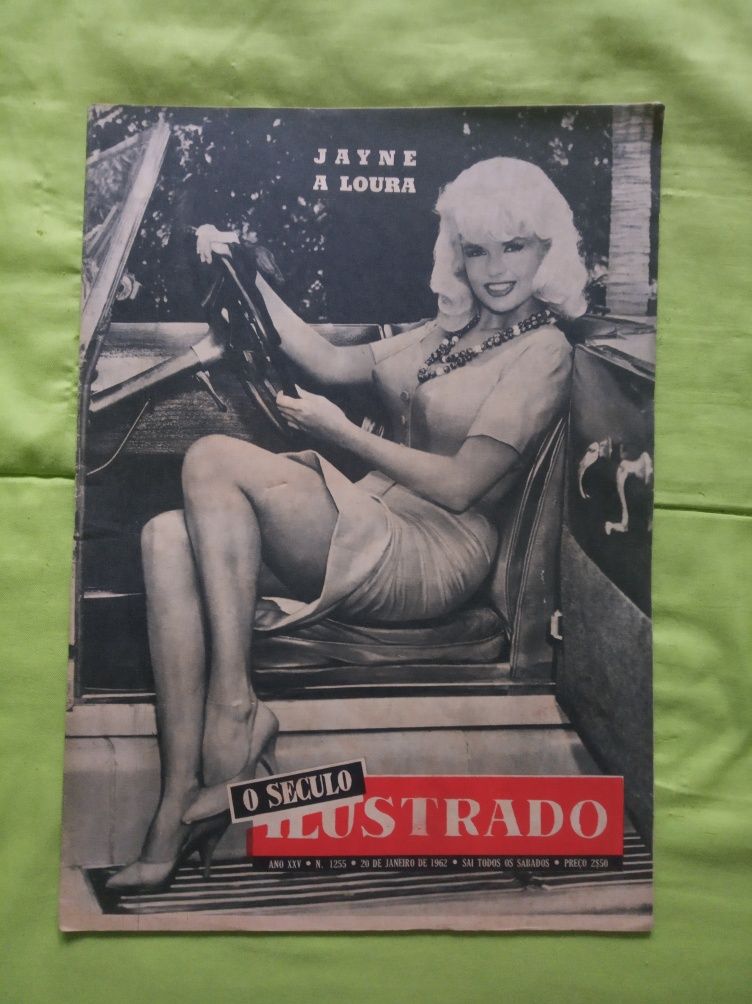 JAYNE
A LOURA
O SECULO
ILUSTRADO
ANO XXV • N. 1255 • 20 DE JANEIRO DE 1962 • SAI TODOS OS SABADOS • PREÇO 2$50